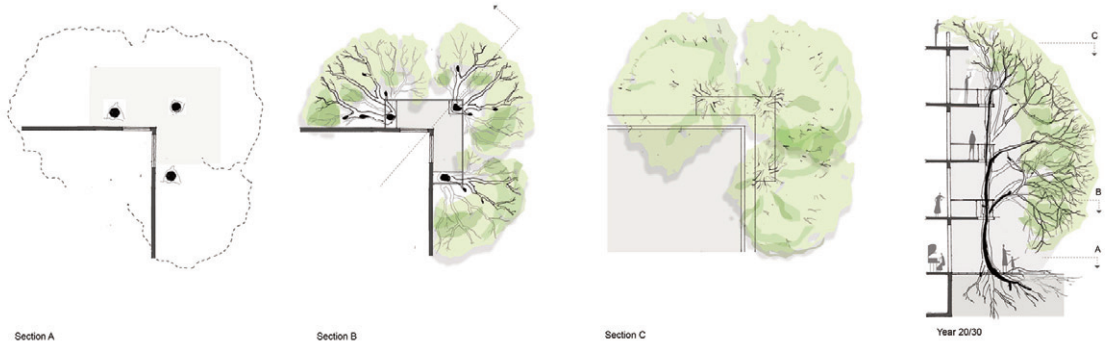 C
B
A
Section A
Section B
Section C
Year 20/30